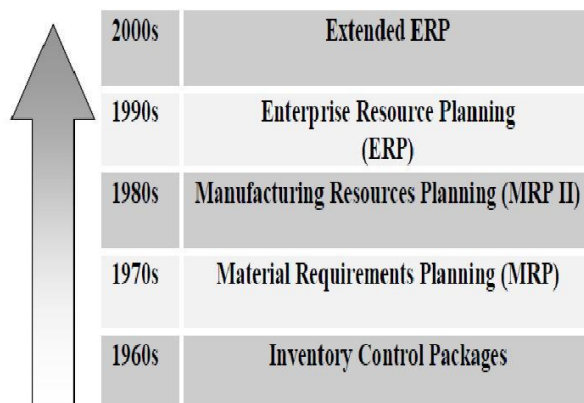 2000s Extended ERP
1990s Enterprise Resource Planning
(ERP)
1980s Manufacturing Resources Planning (MRP II)
1970s Material Requirements Planning (MRP)
1960s Inventory Control Packages